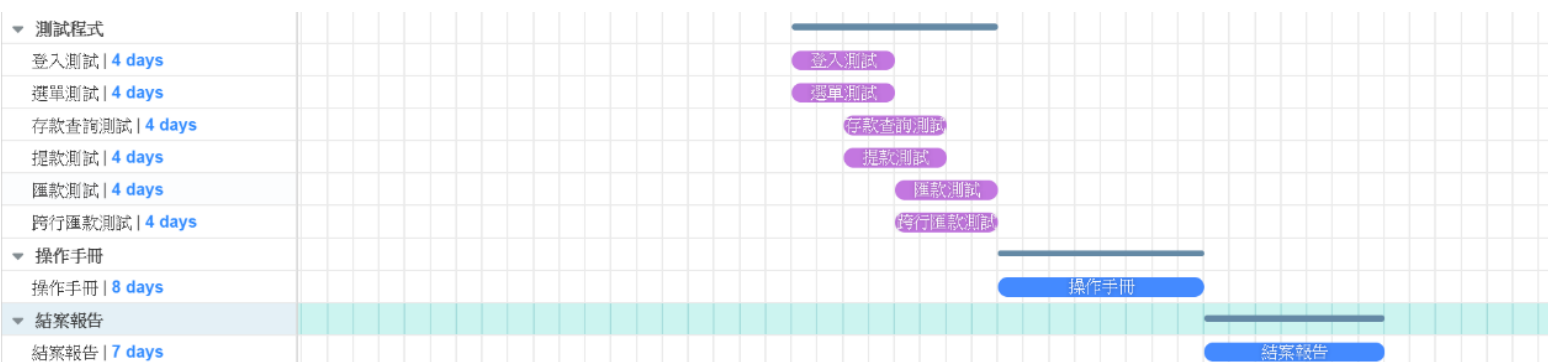 測試程式
登入測試 | 4 days 登入測試
選單測試 | 4 days 選單測試
存款查詢測試 | 4 days 存款查詢測試
提款測試 | 4 days 提款測試
匯款測試 | 4 days 匯款測試
跨行匯款測試 | 4 days 跨行匯款測試
操作手冊
操作手冊 | 8 days 操作手冊
結案報告
結案報告 | 7 days 結案報告